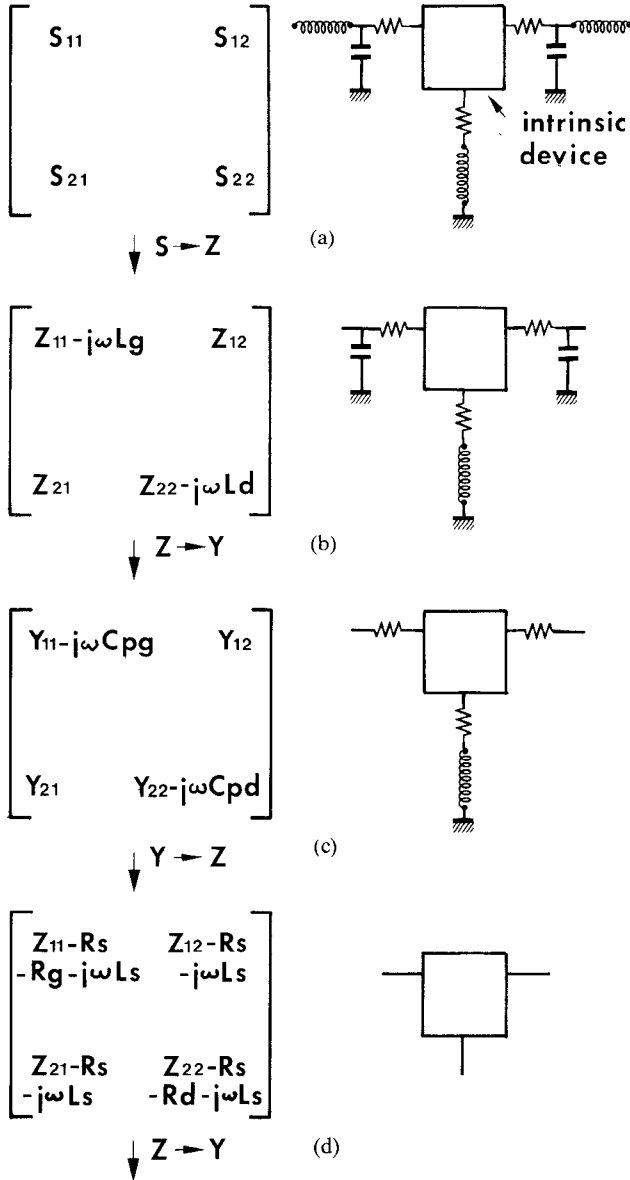 S11 S12
S21 S22
intrinsic
device
(a)
S → Z
Z11-jωLg Z12
Z21 Z22-jωLd
(b)
Z → Y
Y11-jωCpg Y12
Y21 Y22-jωCpd
(c)
Y → Z
Z11-Rs Z12-Rs
-Rg-jωLs -jωLs
Z21-Rs Z22-Rs
-jωLs -Rd-jωLs
(d)
Z → Y